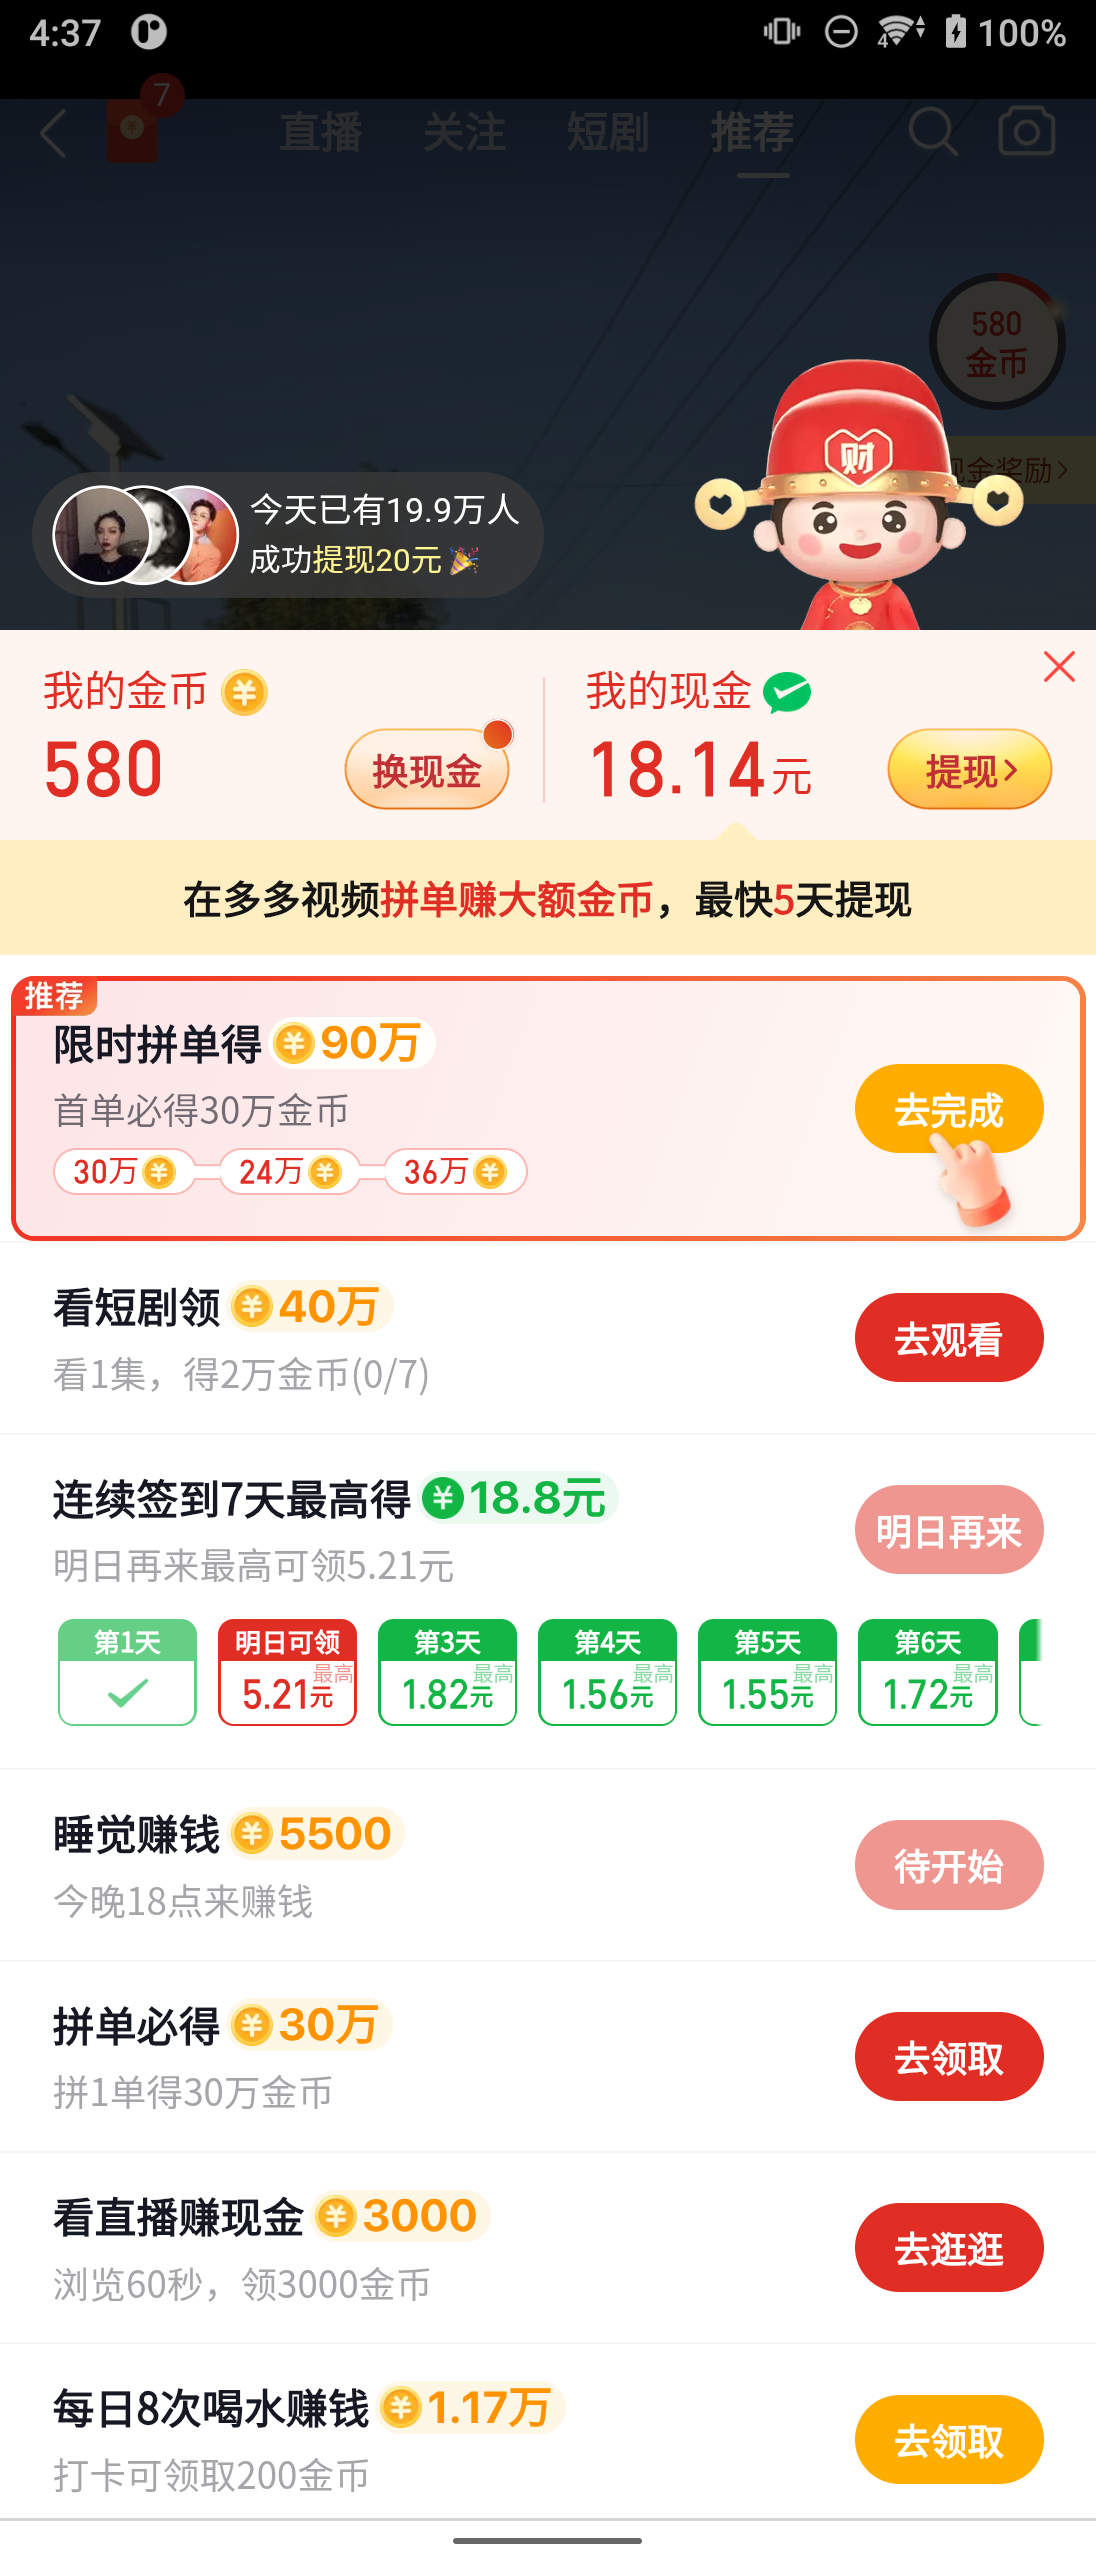 4:37
4
100%
7
直播 关注 短剧 推荐
580
金币
财
现金奖励
今天已有19.9万人
成功提现20元
我的金币
580
换现金
我的现金
18.14元
提现
在多多视频拼单赚大额金币，最快5天提现
推荐
限时拼单得 90万
首单必得30万金币
30万 24万 36万
去完成
看短剧领 40万
看1集，得2万金币(0/7)
去观看
连续签到7天最高得 ¥18.8元
明日再来最高可领5.21元
明日再来
第1天
明日可领
最高
5.21元
第3天
最高
1.82元
第4天
最高
1.56元
第5天
最高
1.55元
第6天
最高
1.72元
睡觉赚钱 ¥5500
今晚18点来赚钱
待开始
拼单必得 ¥30万
拼1单得30万金币
去领取
看直播赚现金 ¥3000
浏览60秒，领3000金币
去逛逛
每日8次喝水赚钱 ¥1.17万
打卡可领取200金币
去领取